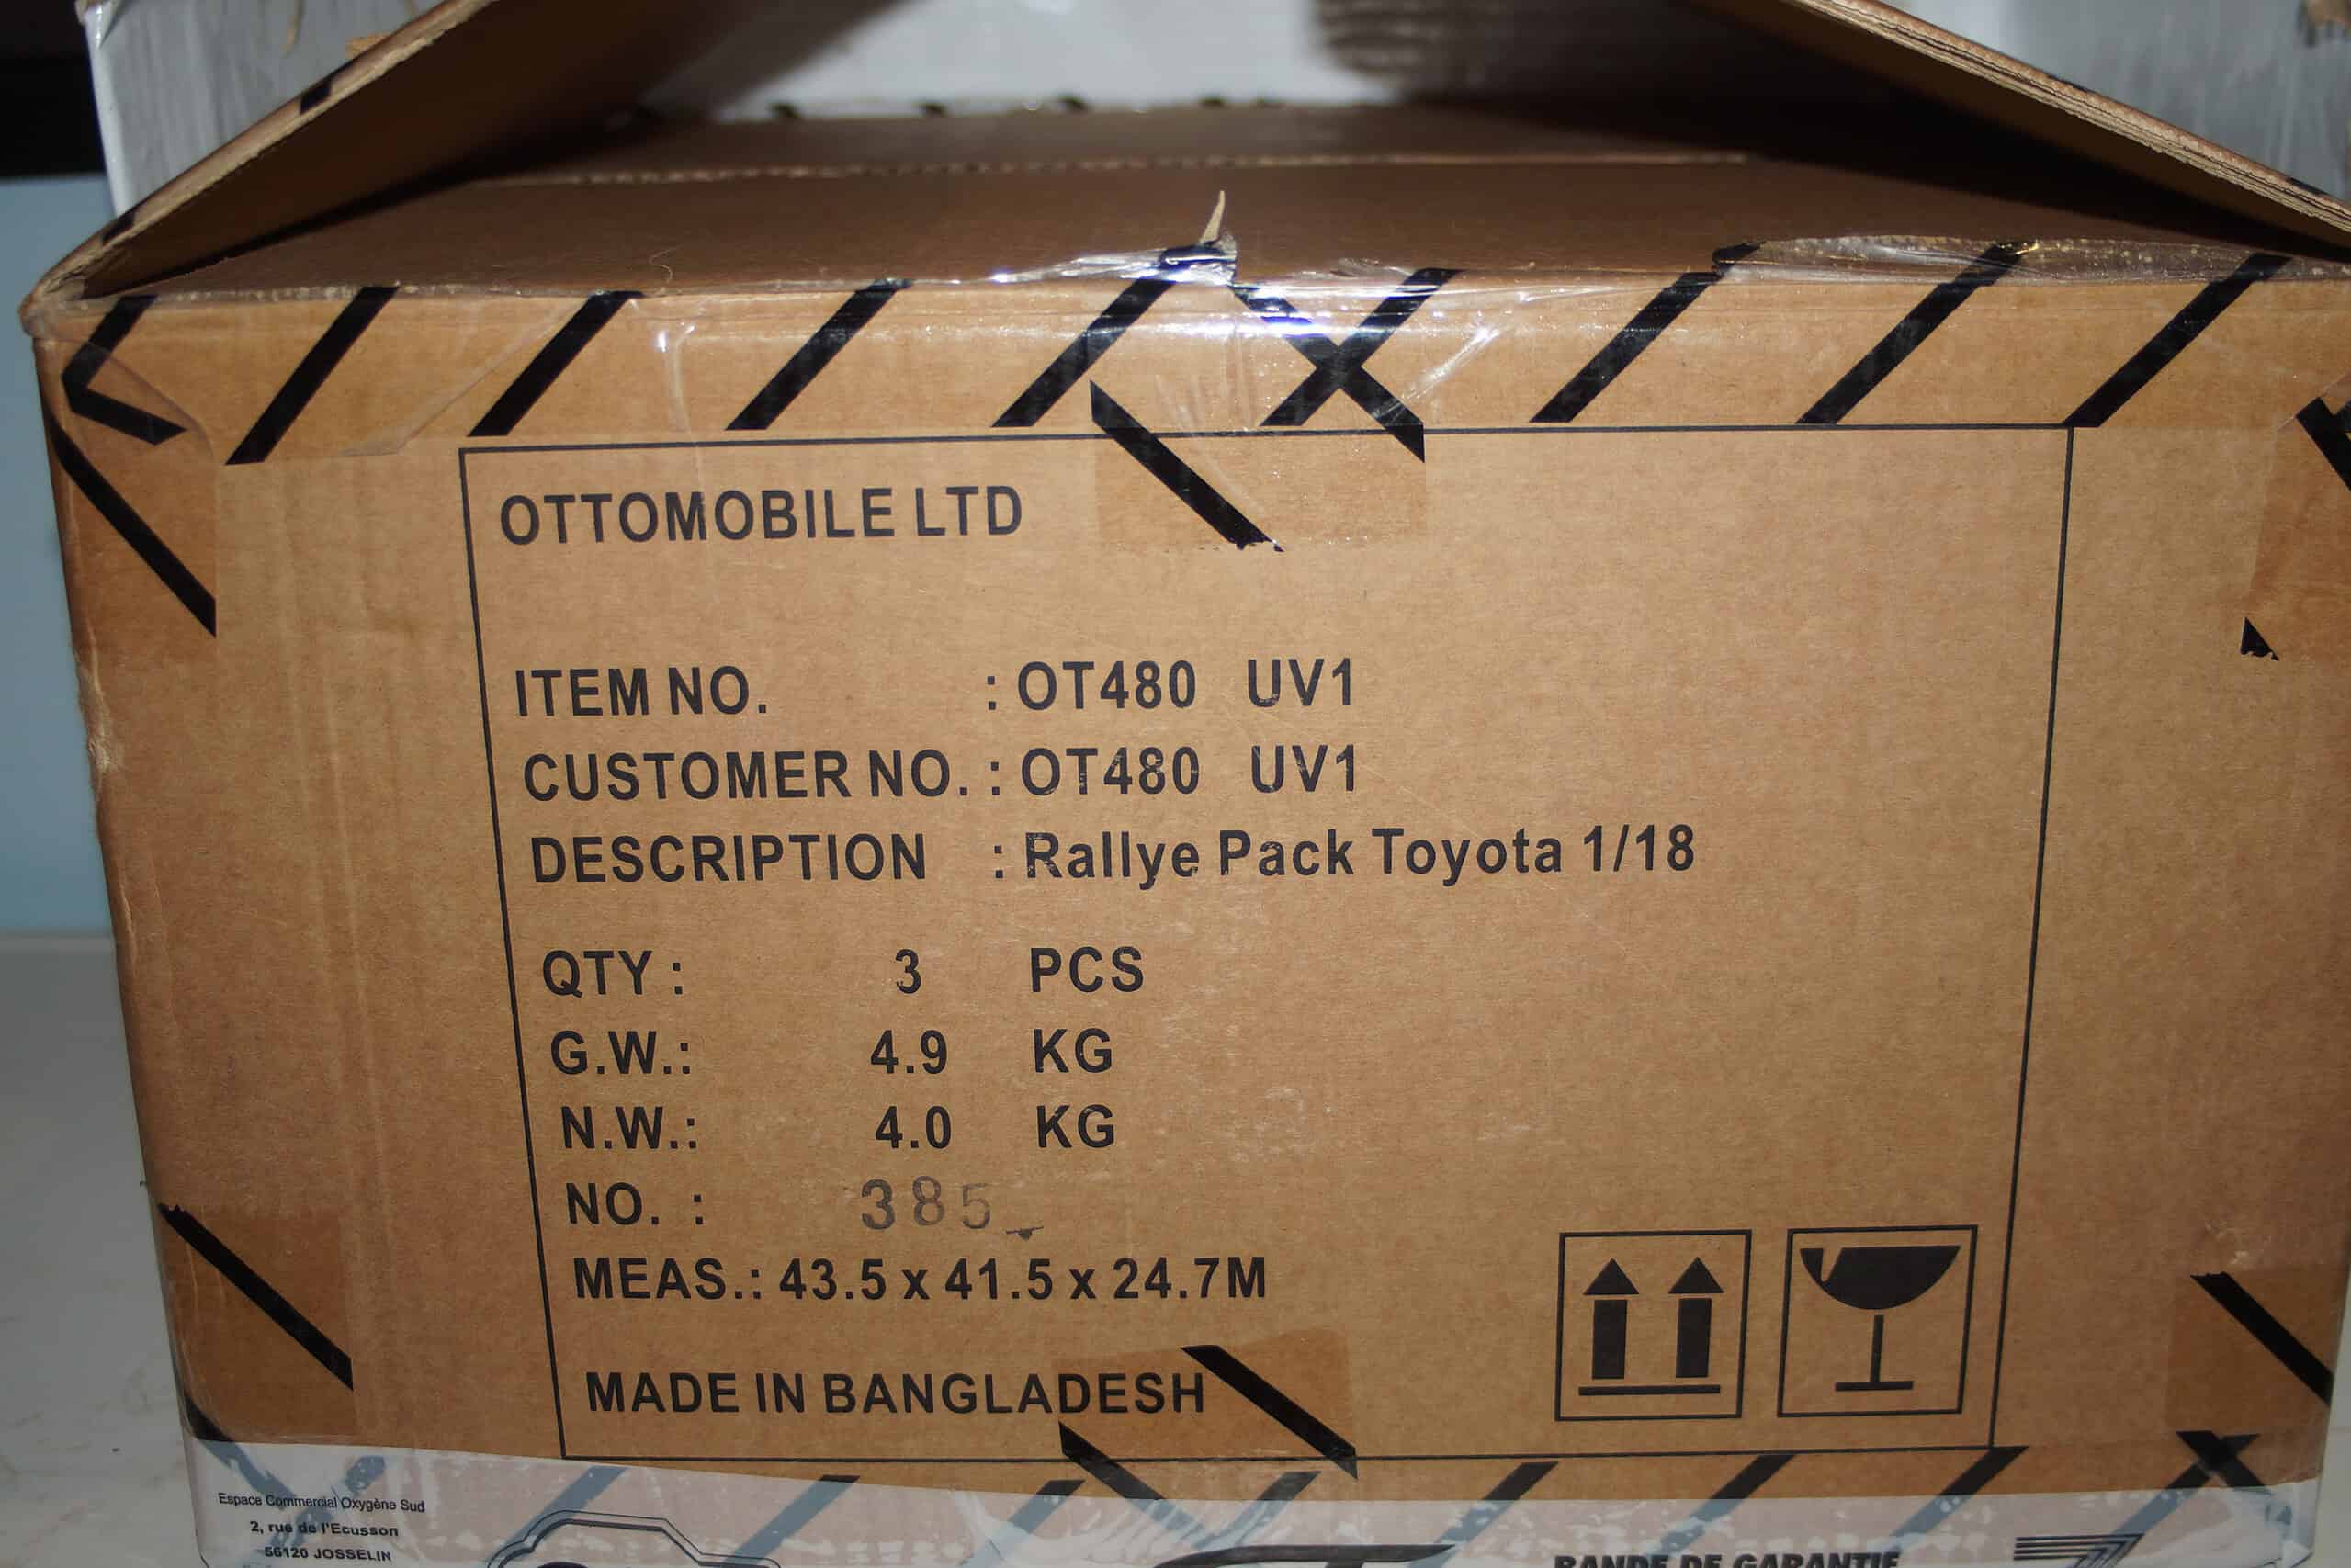 OTTOMOBILE LTD
ITEM NO. : OT480 UV1
CUSTOMER NO. : OT480 UV1
DESCRIPTION : Rallye Pack Toyota 1/18
QTY : 3 PCS
G.W.: 4.9 KG
N.W.: 4.0 KG
NO. : 385
MEAS.: 43.5 x 41.5 x 24.7M
MADE IN BANGLADESH
Espace Commercial Oxygène Sud
2, rue de l'Ecusson
56120 JOSSELIN
BANDE DE GARANTIE